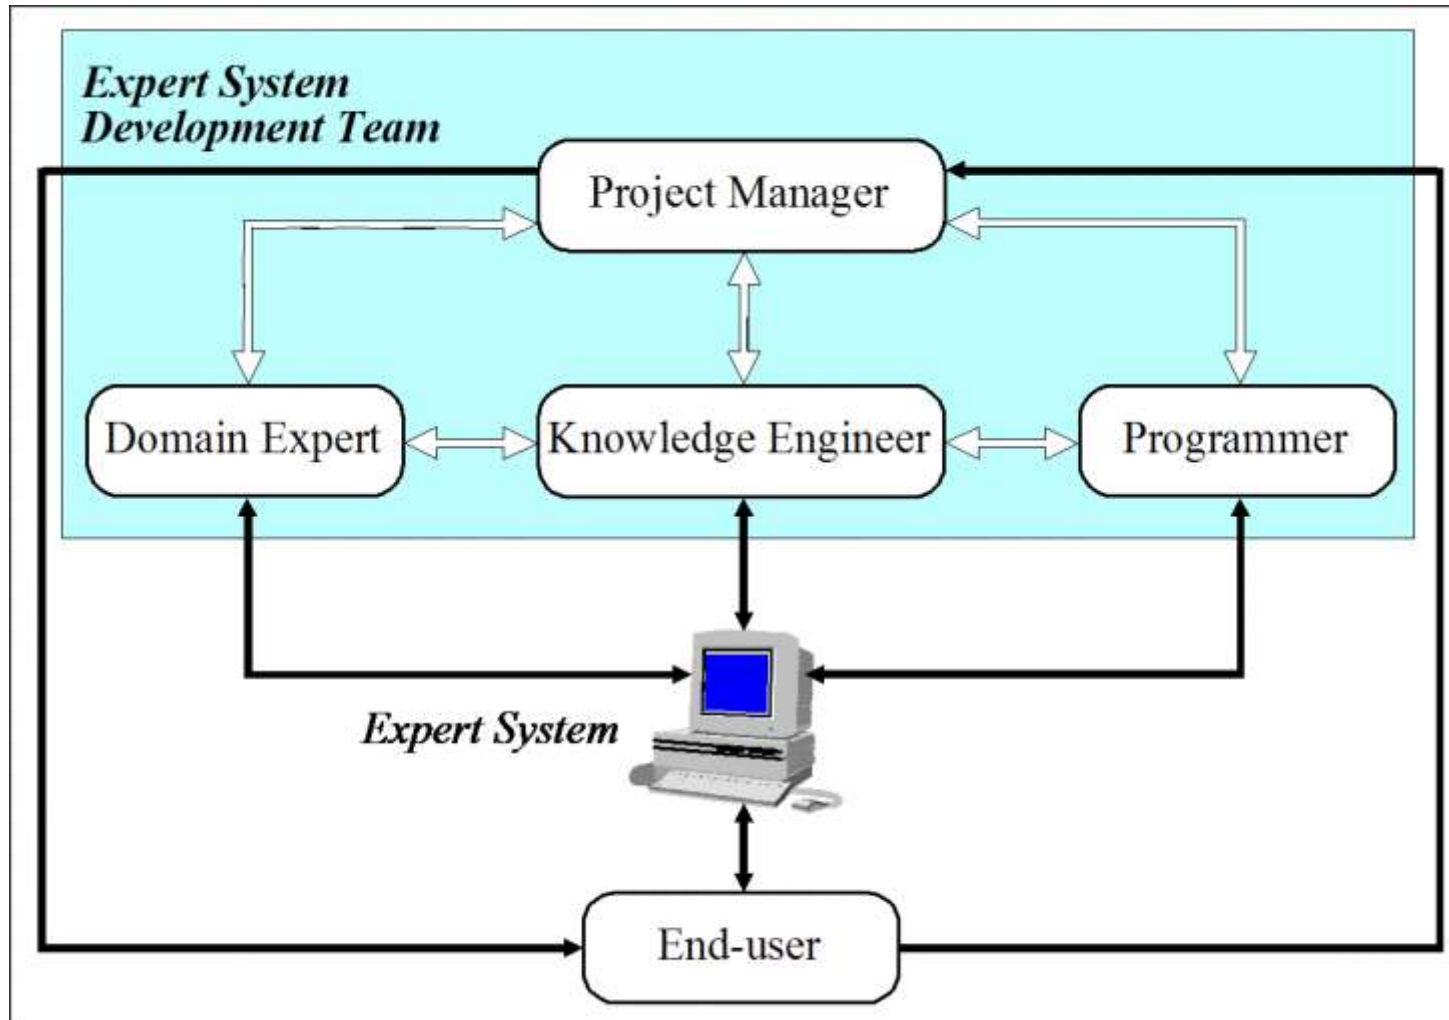 Expert System
Development Team
Project Manager
Domain Expert
Knowledge Engineer
Programmer
Expert System
End-user